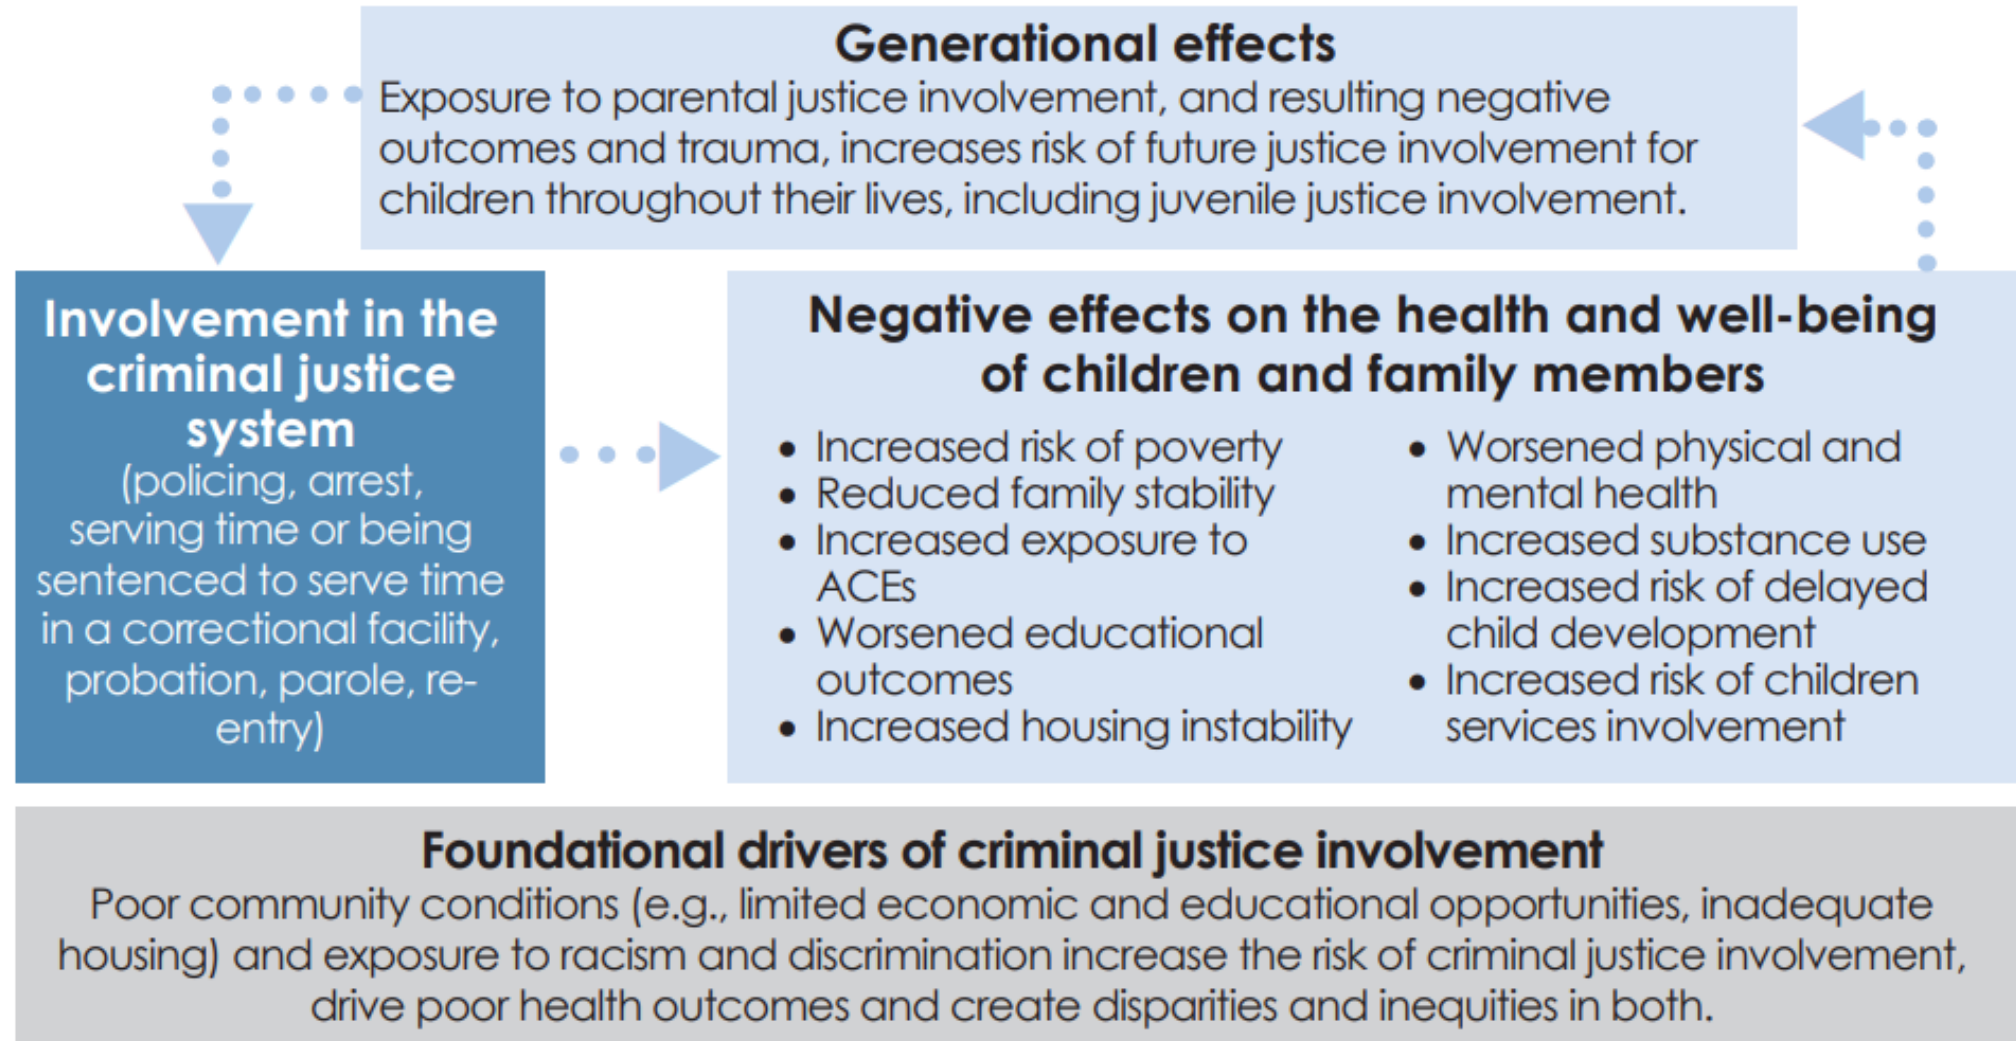 Generational effects
Exposure to parental justice involvement, and resulting negative
outcomes and trauma, increases risk of future justice involvement for
children throughout their lives, including juvenile justice involvement.
Involvement in the
criminal justice
system
(policing, arrest,
serving time or being
sentenced to serve time
in a correctional facility,
probation, parole, re-
entry)
Negative effects on the health and well-being
of children and family members
• Increased risk of poverty
• Reduced family stability
• Increased exposure to
ACEs
• Worsened educational
outcomes
• Increased housing instability
• Worsened physical and
mental health
• Increased substance use
• Increased risk of delayed
child development
• Increased risk of children
services involvement
Foundational drivers of criminal justice involvement
Poor community conditions (e.g., limited economic and educational opportunities, inadequate
housing) and exposure to racism and discrimination increase the risk of criminal justice involvement,
drive poor health outcomes and create disparities and inequities in both.